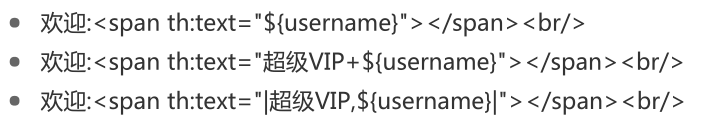 • 欢迎:<span th:text="${username}"></span><br/>
• 欢迎:<span th:text="超级VIP+${username}"></span><br/>
• 欢迎:<span th:text="|超级VIP,${username}|"></span><br/>